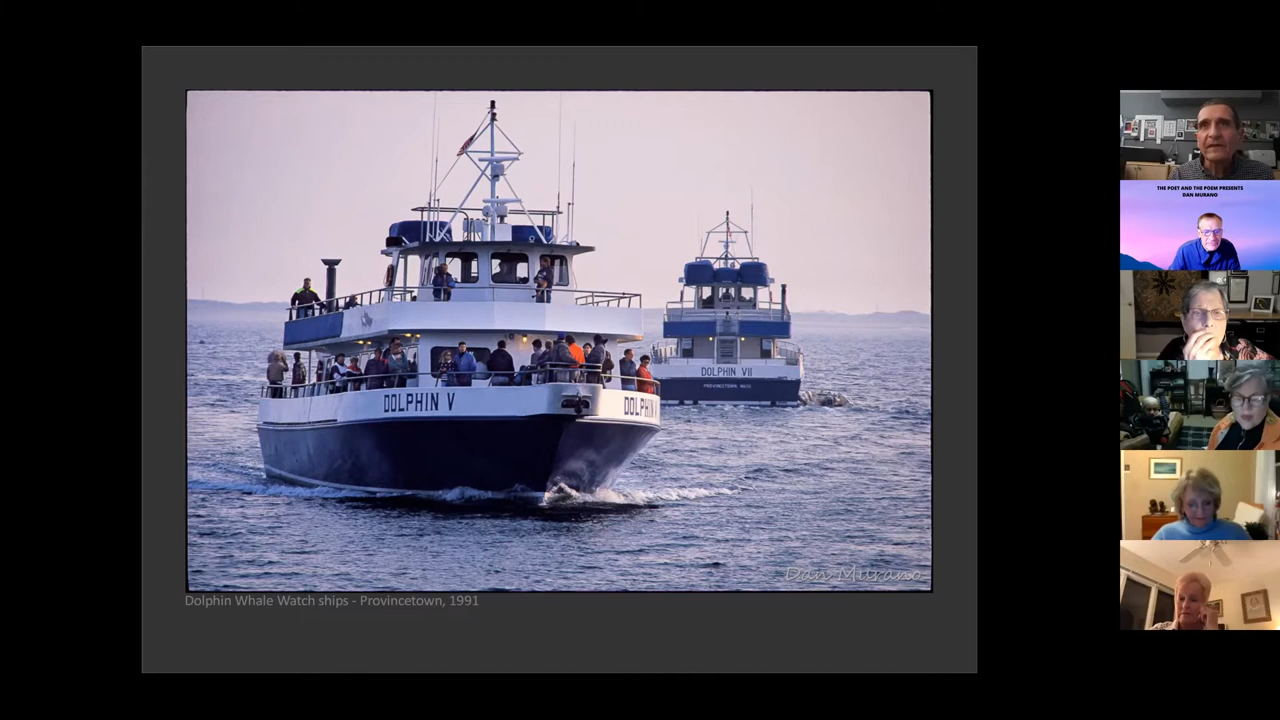 DOLPHIN V
DOLPHIN V
DOLPHIN VII
PROVINCETOWN MASS
Dan Murano
Dolphin Whale Watch ships - Provincetown, 1991
THE POET AND THE POEM PRESENTS
DAN MURANO